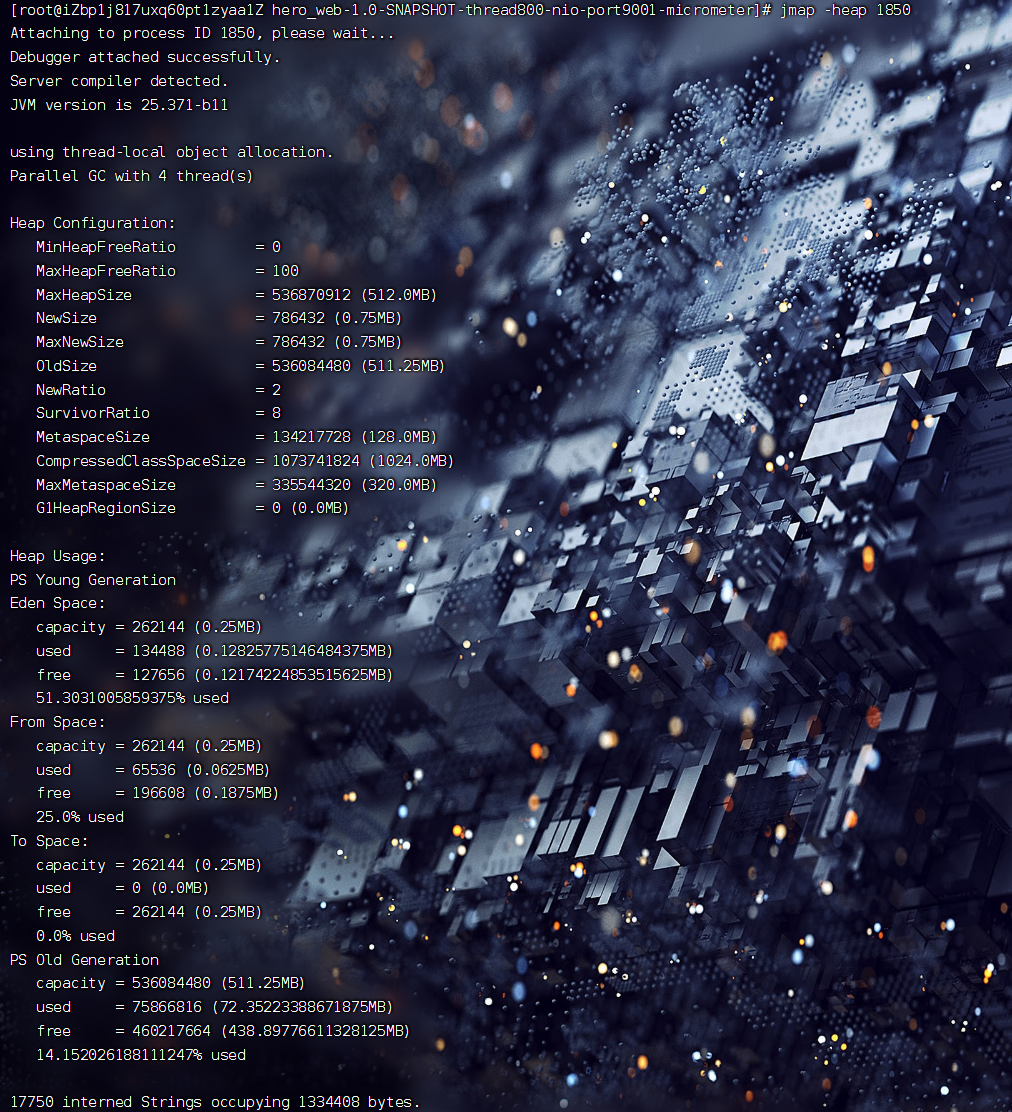 [root@iZbp1j817uxq60pt1zyaa1Z hero_web-1.0-SNAPSHOT-thread800-nio-port9001-micrometer]# jmap -heap 1850
Attaching to process ID 1850, please wait...
Debugger attached successfully.
Server compiler detected.
JVM version is 25.371-b11
using thread-local object allocation.
Parallel GC with 4 thread(s)
Heap Configuration:
MinHeapFreeRatio = 0
MaxHeapFreeRatio = 100
MaxHeapSize = 536870912 (512.0MB)
NewSize = 786432 (0.75MB)
MaxNewSize = 786432 (0.75MB)
OldSize = 536084480 (511.25MB)
NewRatio = 2
SurvivorRatio = 8
MetaspaceSize = 134217728 (128.0MB)
CompressedClassSpaceSize = 1073741824 (1024.0MB)
MaxMetaspaceSize = 335544320 (320.0MB)
G1HeapRegionSize = 0 (0.0MB)
Heap Usage:
PS Young Generation
Eden Space:
capacity = 262144 (0.25MB)
used = 134488 (0.12825775146484375MB)
free = 127656 (0.12174224853515625MB)
51.3031005859375% used
From Space:
capacity = 262144 (0.25MB)
used = 65536 (0.0625MB)
free = 196608 (0.1875MB)
25.0% used
To Space:
capacity = 262144 (0.25MB)
used = 0 (0.0MB)
free = 262144 (0.25MB)
0.0% used
PS Old Generation
capacity = 536084480 (511.25MB)
used = 75866816 (72.35223388671875MB)
free = 460217664 (438.89776611328125MB)
14.152026188111247% used
17750 interned Strings occupying 1334408 bytes.